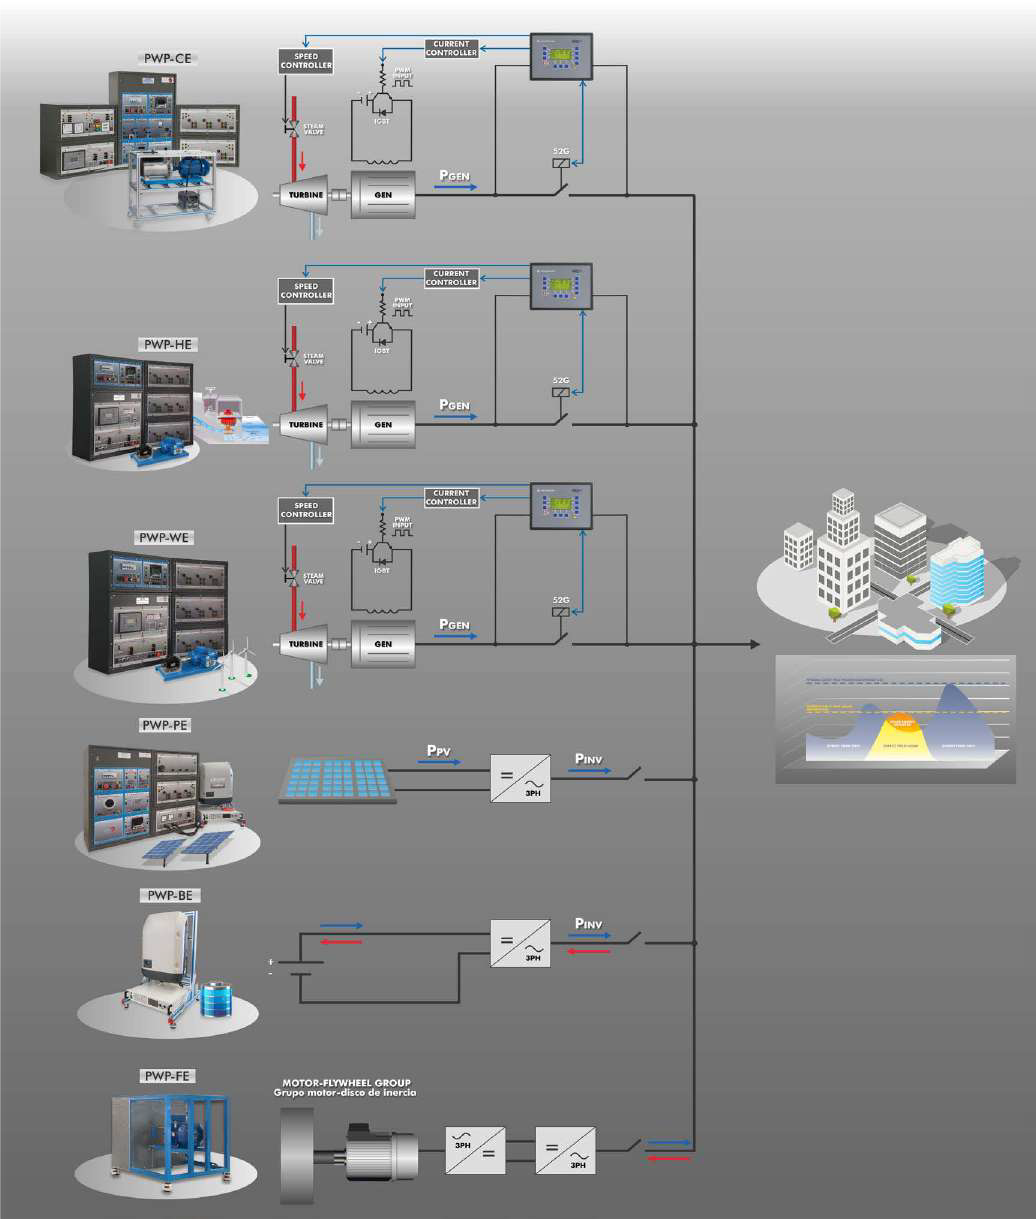 PWP-CE
SPEED
CONTROLLER
CURRENT
CONTROLLER
PWM
INPUT
IGBT
STEAM
VALVE
52G
PGEN
TURBINE
GEN
PWP-HE
SPEED
CONTROLLER
CURRENT
CONTROLLER
PWM
INPUT
IGBT
STEAM
VALVE
52G
PGEN
TURBINE
GEN
PWP-WE
SPEED
CONTROLLER
CURRENT
CONTROLLER
PWM
INPUT
IGBT
STEAM
VALVE
52G
PGEN
TURBINE
GEN
PWP-PE
PPV
PINV
=
3PH
PWP-BE
PINV
+
-
=
3PH
PWP-FE
MOTOR-FLYWHEEL GROUP
Grupo motor-disco de inercia
3PH
=
=
3PH